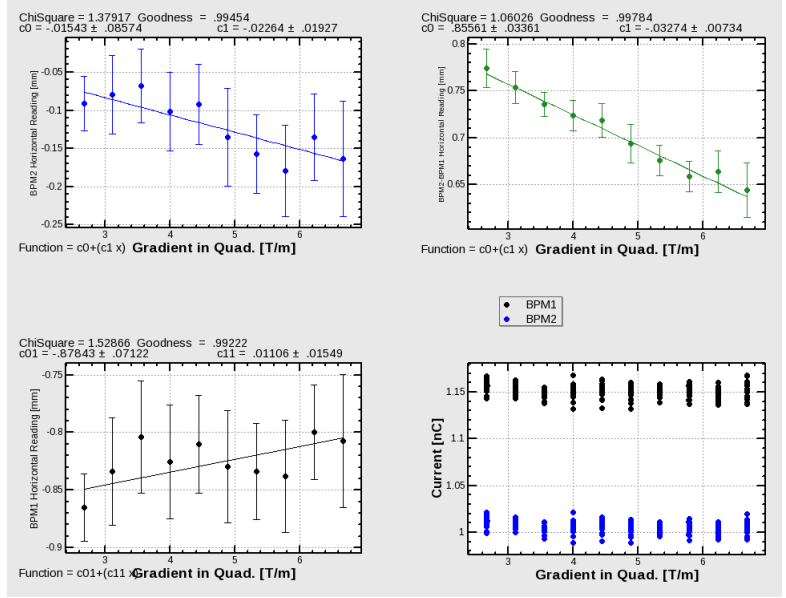 ChiSquare = 1.37917 Goodness = .99454
c0 = -.01543 ± .08574 c1 = -.02264 ± .01927
-0.05
-0.1
-0.15
-0.2
-0.25
BPM2 Horizontal Reading [mm]
3 4 5 6
Function = c0+(c1 x) Gradient in Quad. [T/m]
ChiSquare = 1.06026 Goodness = .99784
c0 = .85561 ± .03361 c1 = -.03274 ± .00734
0.8
0.75
0.7
0.65
BPM2-BPM1 Horizontal Reading [mm]
3 4 5 6
Function = c0+(c1 x) Gradient in Quad. [T/m]
BPM1
BPM2
ChiSquare = 1.52866 Goodness = .99222
c01 = -.87843 ± .07122 c11 = .01106 ± .01549
-0.75
-0.8
-0.85
-0.9
BPM1 Horizontal Reading [mm]
3 4 5 6
Function = c01+(c11 x) Gradient in Quad. [T/m]
1.15
1.1
1.05
1
Current [nC]
3 4 5 6
Gradient in Quad. [T/m]